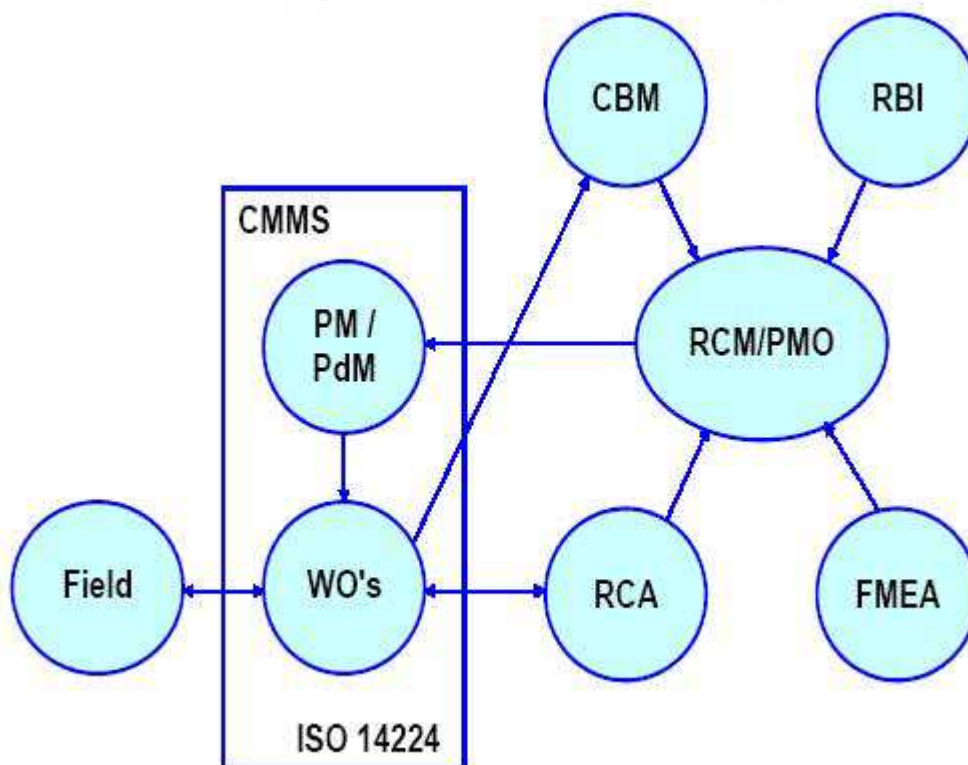 CBM
RBI
CMMS
PM /
PdM
RCM/PMO
Field
WO's
RCA
FMEA
ISO 14224